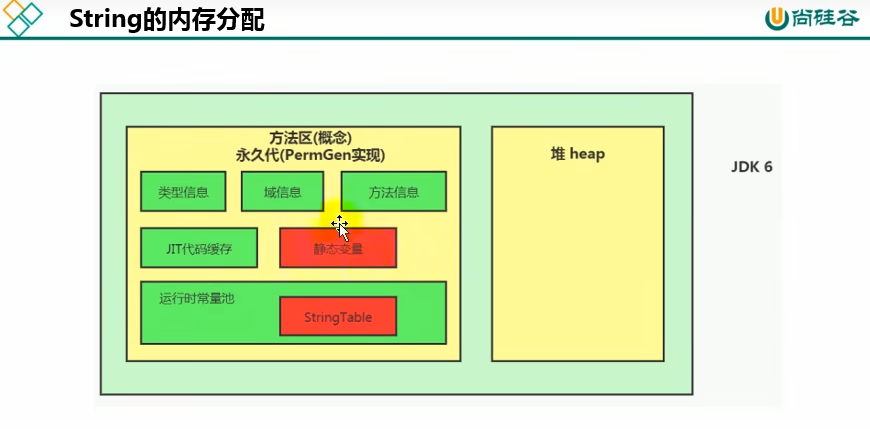 String的内存分配
尚硅谷
方法区(概念)
永久代(PermGen实现)
堆 heap
JDK 6
类型信息
域信息
方法信息
JIT代码缓存
静态变量
运行时常量池
StringTable